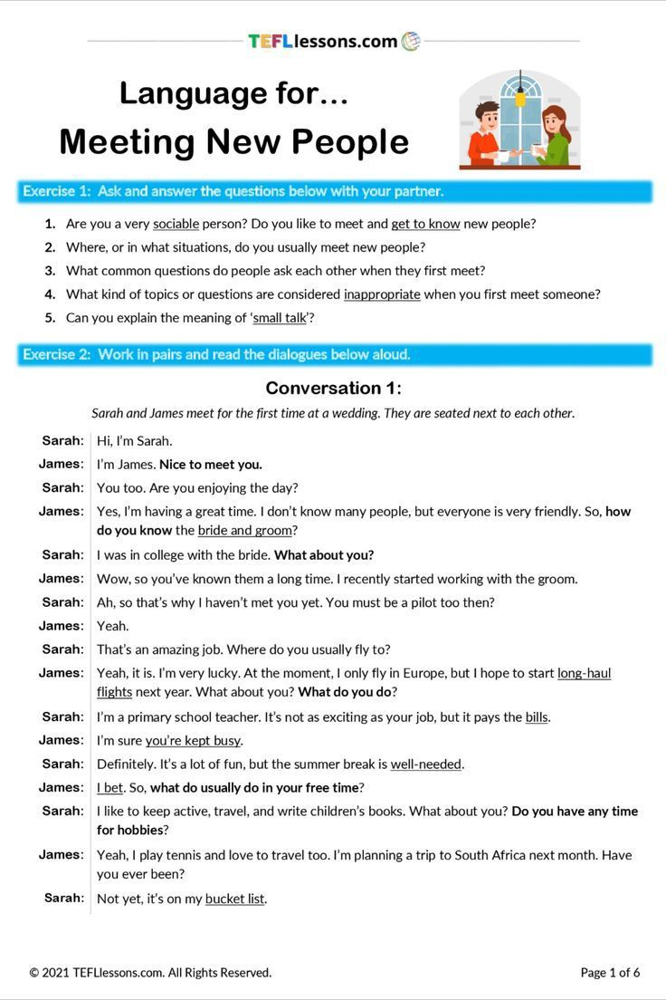 TEFLlessons.com
Language for...
Meeting New People
Exercise 1: Ask and answer the questions below with your partner.
1. Are you a very sociable person? Do you like to meet and get to know new people?
2. Where, or in what situations, do you usually meet new people?
3. What common questions do people ask each other when they first meet?
4. What kind of topics or questions are considered inappropriate when you first meet someone?
5. Can you explain the meaning of ‘small talk’?
Exercise 2: Work in pairs and read the dialogues below aloud.
Conversation 1:
Sarah and James meet for the first time at a wedding. They are seated next to each other.
Sarah: Hi, I’m Sarah.
James: I’m James. Nice to meet you.
Sarah: You too. Are you enjoying the day?
James: Yes, I’m having a great time. I don’t know many people, but everyone is very friendly. So, how
do you know the bride and groom?
Sarah: I was in college with the bride. What about you?
James: Wow, so you’ve known them a long time. I recently started working with the groom.
Sarah: Ah, so that’s why I haven’t met you yet. You must be a pilot too then?
James: Yeah.
Sarah: That’s an amazing job. Where do you usually fly to?
James: Yeah, it is. I’m very lucky. At the moment, I only fly in Europe, but I hope to start long-haul
flights next year. What about you? What do you do?
Sarah: I’m a primary school teacher. It’s not as exciting as your job, but it pays the bills.
James: I’m sure you’re kept busy.
Sarah: Definitely. It’s a lot of fun, but the summer break is well-needed.
James: I bet. So, what do usually do in your free time?
Sarah: I like to keep active, travel, and write children’s books. What about you? Do you have any time
for hobbies?
James: Yeah, I play tennis and love to travel too. I’m planning a trip to South Africa next month. Have
you ever been?
Sarah: Not yet, it’s on my bucket list.
© 2021 TEFLlessons.com. All Rights Reserved.
Page 1 of 6